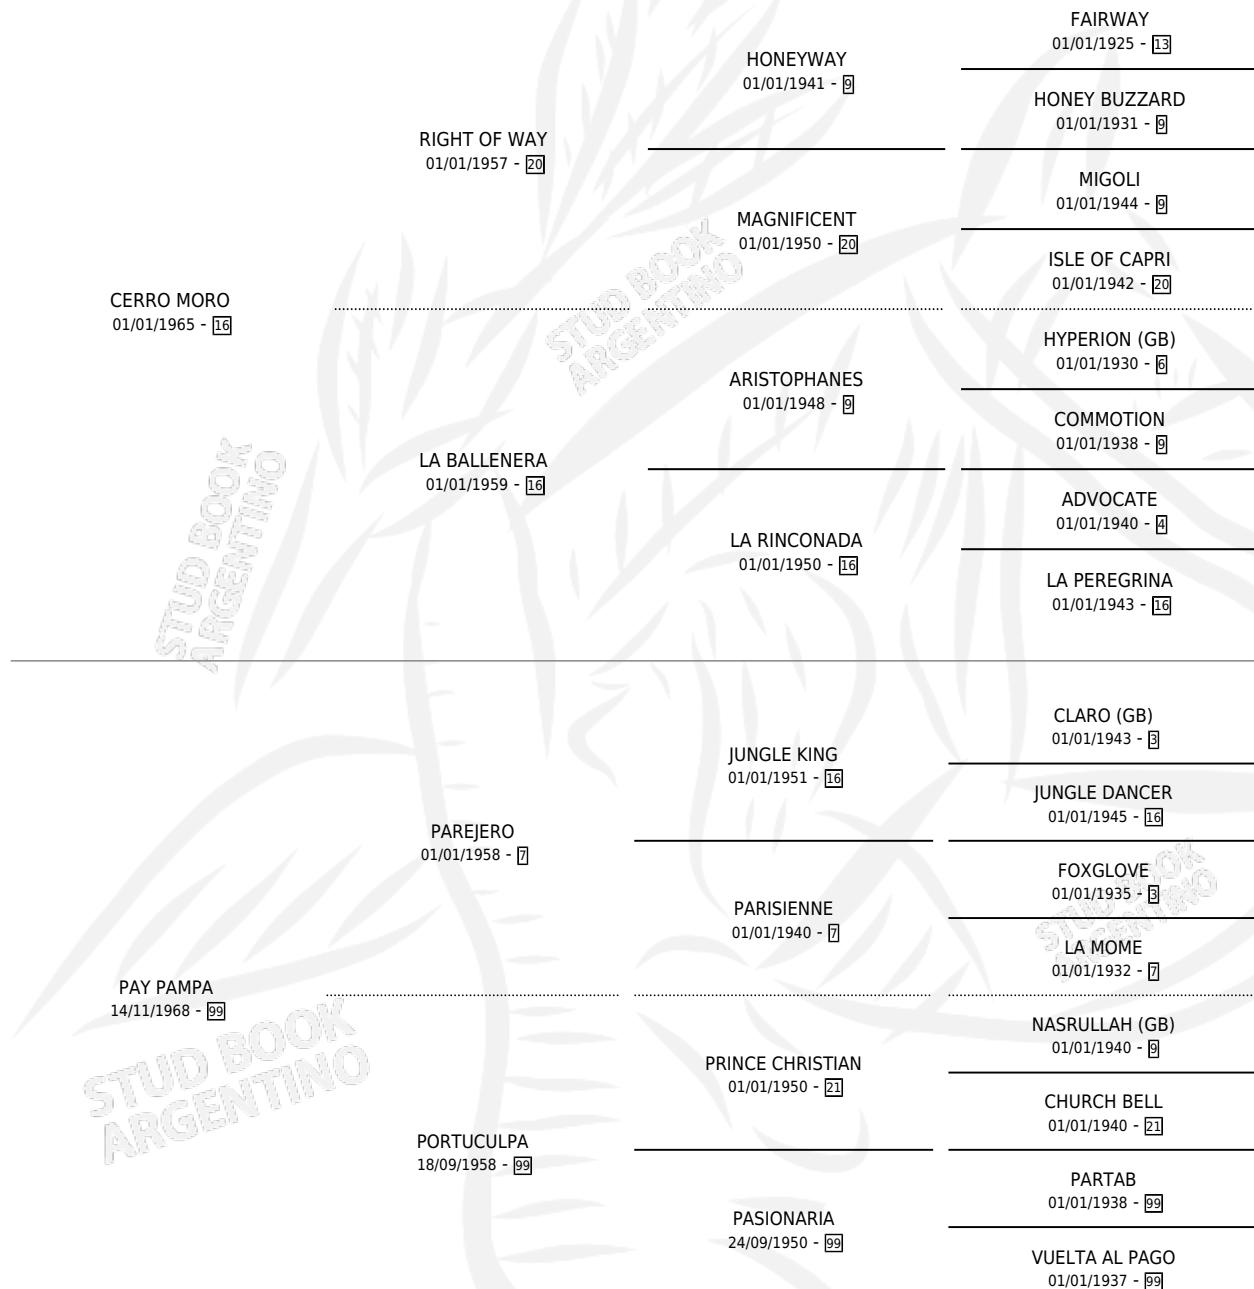 FAIRWAY
01/01/1925 - 13
HONEYWAY
01/01/1941 - 9
HONEY BUZZARD
01/01/1931 - 9
RIGHT OF WAY
01/01/1957 - 20
MIGOLI
01/01/1944 - 9
MAGNIFICENT
01/01/1950 - 20
ISLE OF CAPRI
01/01/1942 - 20
CERRO MORO
01/01/1965 - 16
HYPERION (GB)
01/01/1930 - 6
ARISTOPHANES
01/01/1948 - 9
COMMOTION
01/01/1938 - 9
LA BALLENERA
01/01/1959 - 16
ADVOCATE
01/01/1940 - 4
LA RINCONADA
01/01/1950 - 16
LA PEREGRINA
01/01/1943 - 16
CLARO (GB)
01/01/1943 - 3
JUNGLE KING
01/01/1951 - 16
JUNGLE DANCER
01/01/1945 - 16
PAREJERO
01/01/1958 - 7
FOXGLOVE
01/01/1935 - 3
PARISIENNE
01/01/1940 - 7
LA MOME
01/01/1932 - 7
PAY PAMPA
14/11/1968 - 99
NASRULLAH (GB)
01/01/1940 - 9
PRINCE CHRISTIAN
01/01/1950 - 21
CHURCH BELL
01/01/1940 - 21
PORTUCULPA
18/09/1958 - 99
PARTAB
01/01/1938 - 99
PASIONARIA
24/09/1950 - 99
VUELTA AL PAGO
01/01/1937 - 99
STUD BOOK
ARGENTINO
STUD BOOK
ARGENTINO
STUD BOOK
ARGENTINO
STUD BOOK
ARGENTINO